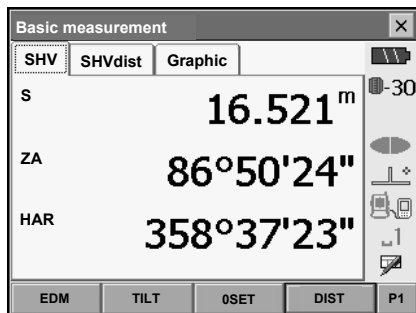 Basic measurement
SHV SHVdist Graphic
S 16.521 m
-30
ZA 86°50'24"
HAR 358°37'23"
1
EDM TILT 0SET DIST P1